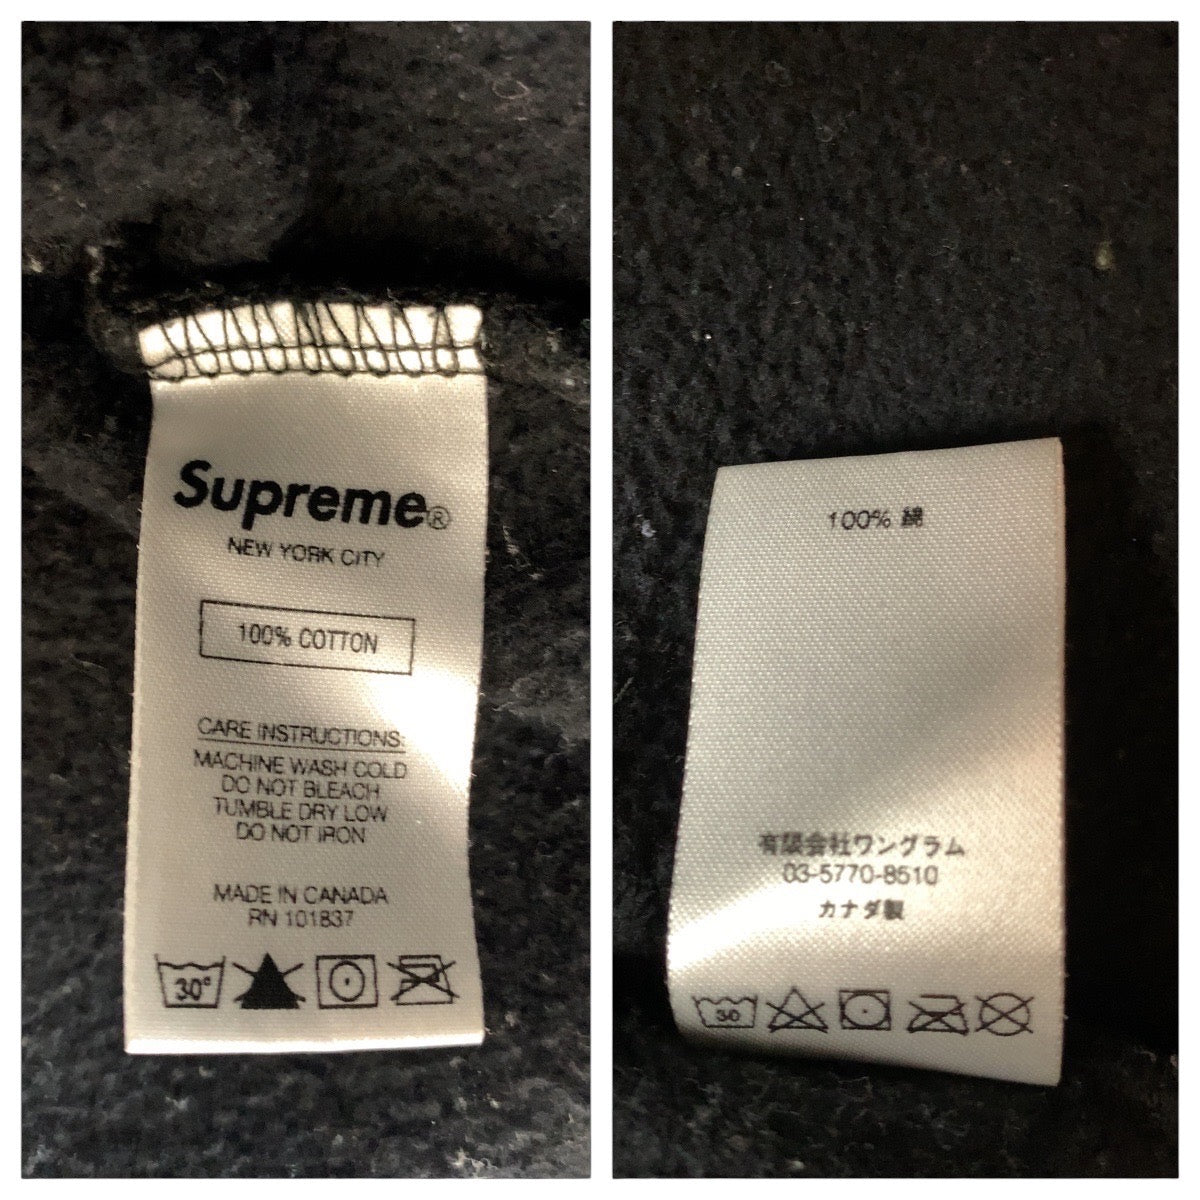 Supreme®
NEW YORK CITY
100% COTTON
CARE INSTRUCTIONS:
MACHINE WASH COLD
DO NOT BLEACH
TUMBLE DRY LOW
DO NOT IRON
MADE IN CANADA
RN 101837
30°
100% 綿
有限会社ワングラム
03-5770-8510
カナダ製
30